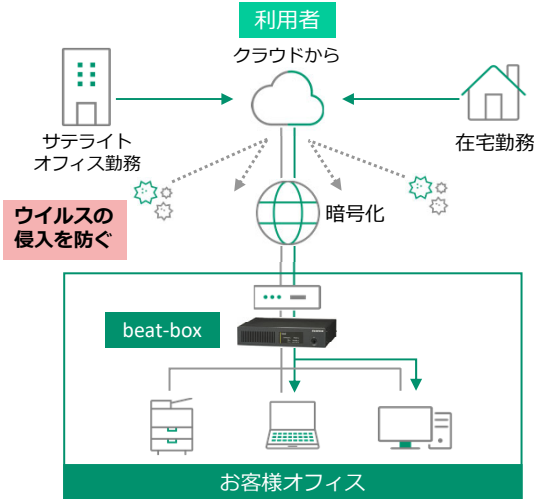 利用者
クラウドから
サテライト
オフィス勤務
在宅勤務
ウイルスの
侵入を防ぐ
暗号化
beat-box
お客様オフィス